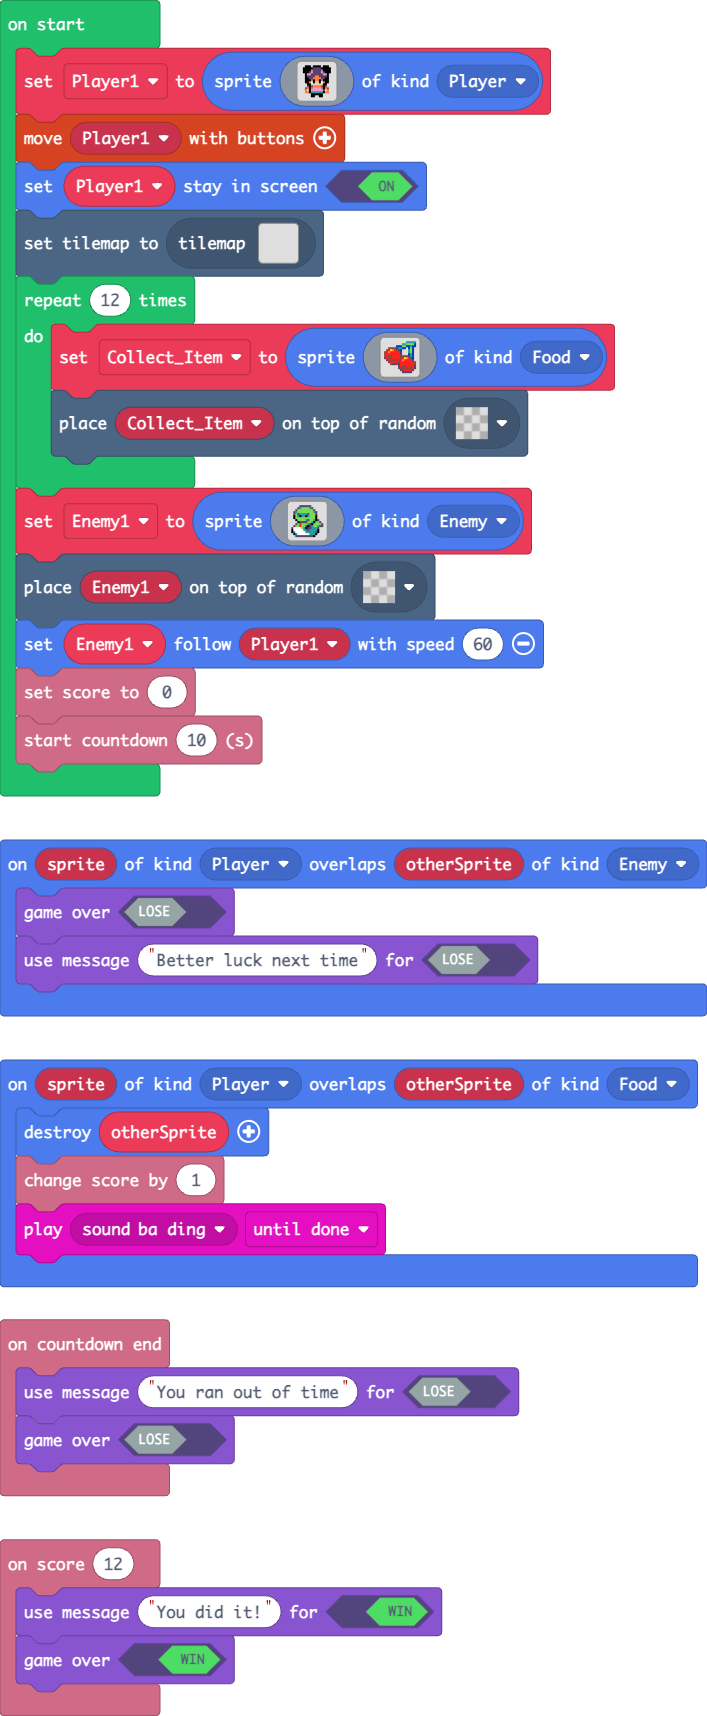 on start
set Player1 to sprite of kind Player
move Player1 with buttons
set Player1 stay in screen ON
set tilemap to tilemap
repeat 12 times
do
set Collect_Item to sprite of kind Food
place Collect_Item on top of random
set Enemy1 to sprite of kind Enemy
place Enemy1 on top of random
set Enemy1 follow Player1 with speed 60
set score to 0
start countdown 10 (s)
on sprite of kind Player overlaps otherSprite of kind Enemy
game over LOSE
use message "Better luck next time" for LOSE
on sprite of kind Player overlaps otherSprite of kind Food
destroy otherSprite
change score by 1
play sound ba ding until done
on countdown end
use message "You ran out of time" for LOSE
game over LOSE
on score 12
use message "You did it!" for WIN
game over WIN